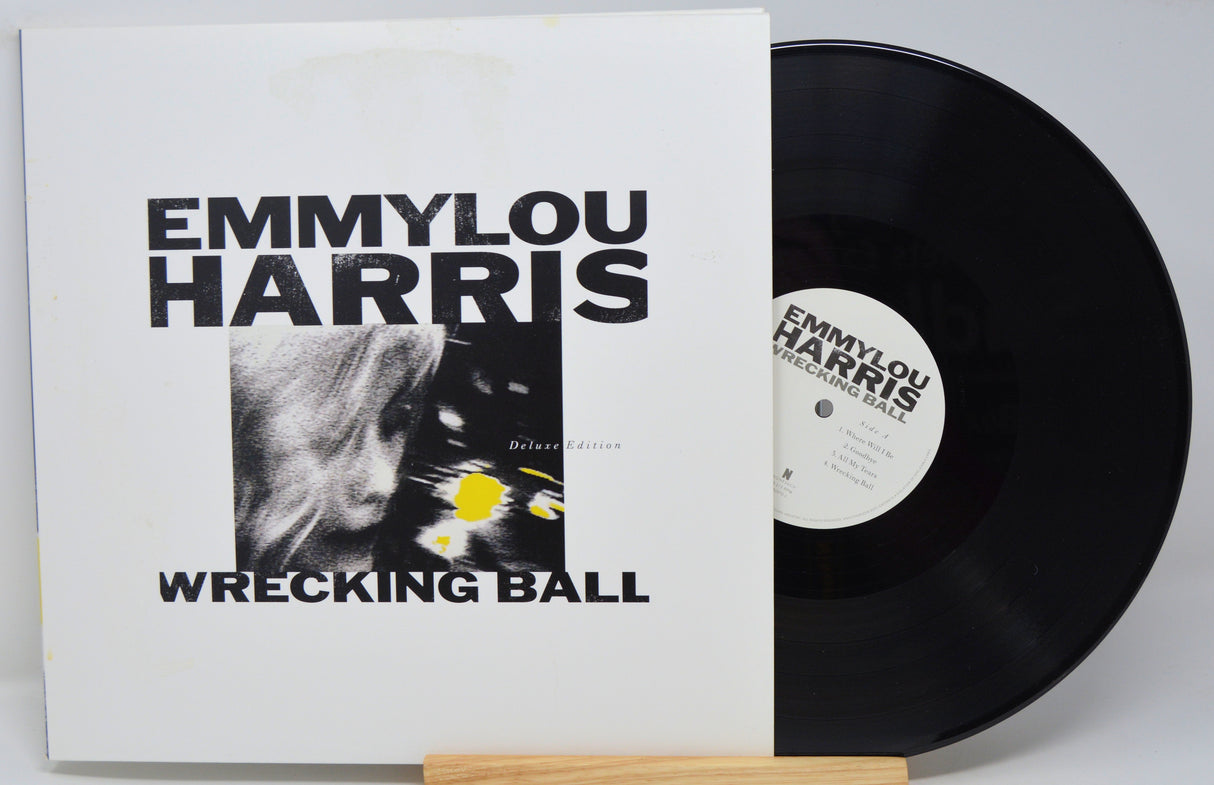 EMMYLOU
HARRIS
Deluxe Edition
WRECKING BALL
EMMYLOU
HARRIS
WRECKING BALL
Side A
1. Where Will I Be
2. Goodbye
3. All My Tears
4. Wrecking Ball
N